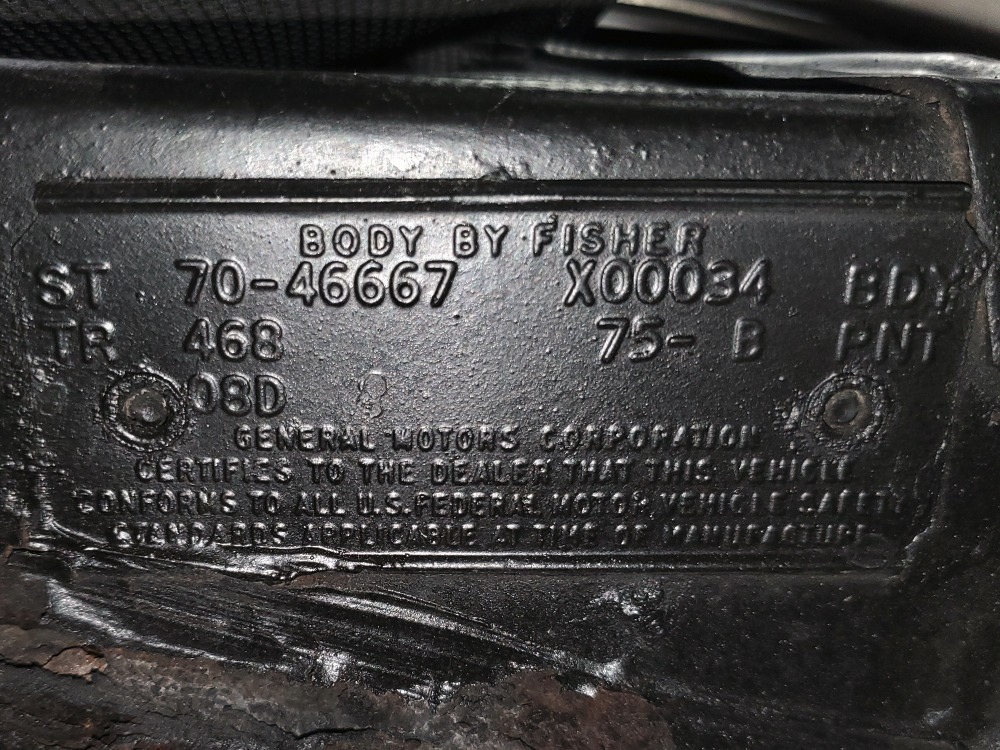 BODY BY FISHER
ST 70-46667 X00034 BDY
TR 468 75- B PNT
08D
GENERAL MOTORS CORPORATION
CERTIFIES TO THE DEALER THAT THIS VEHICLE
CONFORMS TO ALL U.S. FEDERAL MOTOR VEHICLE SAFETY
STANDARDS APPLICABLE AT TIME OF MANUFACTURE